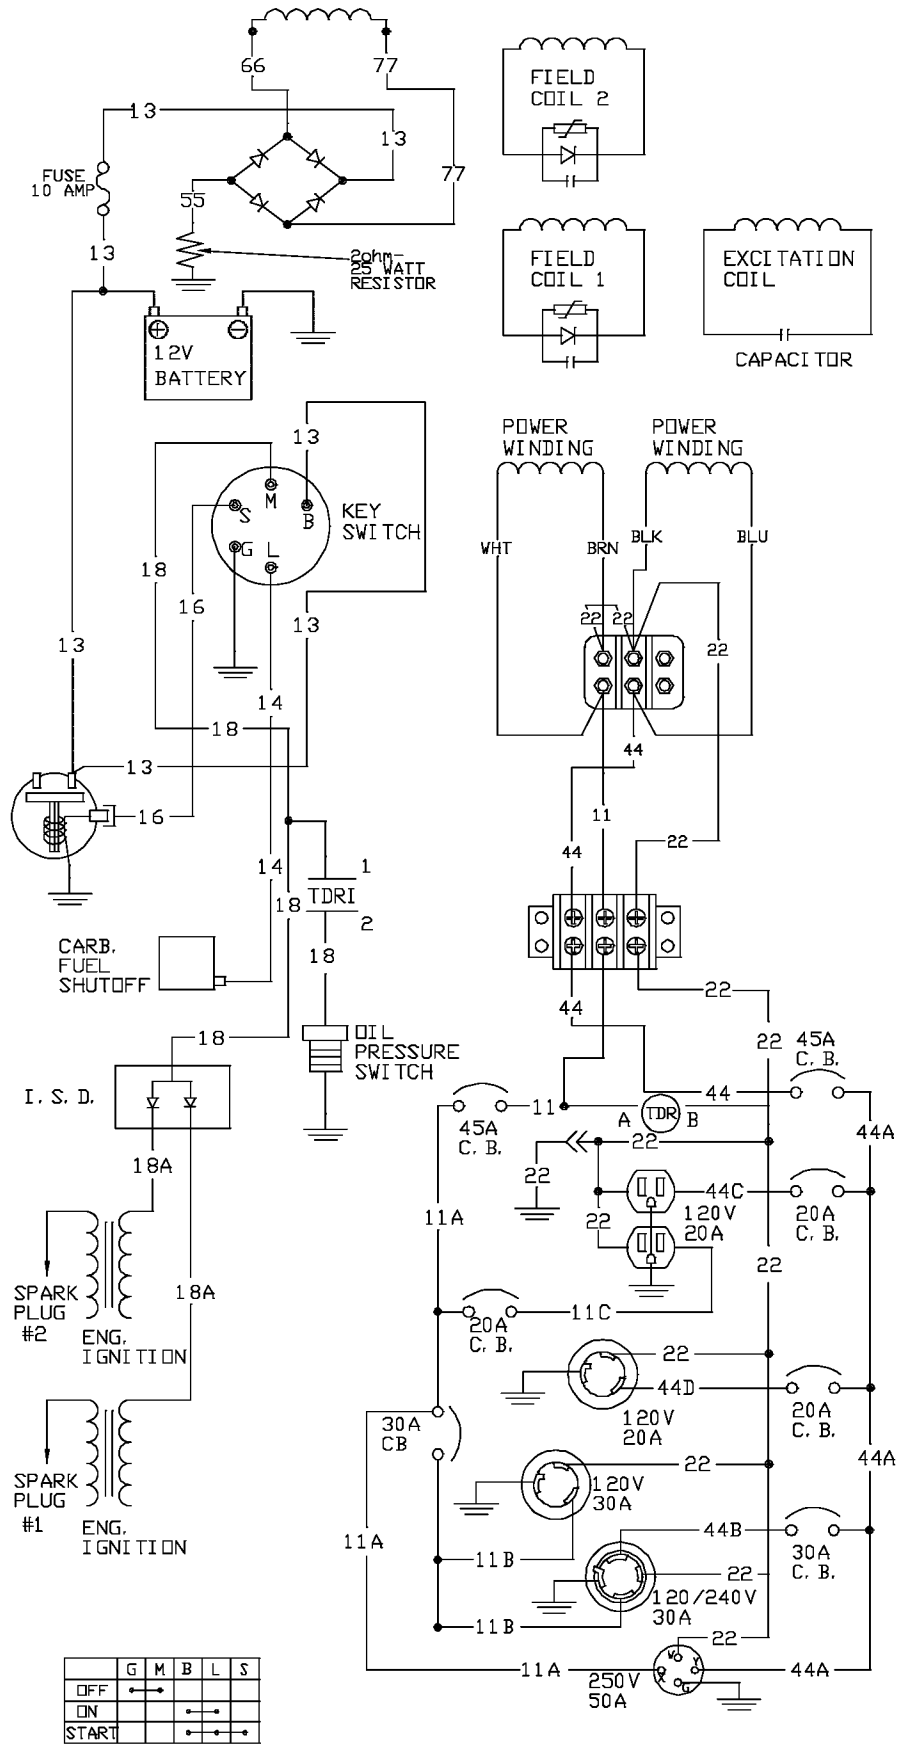 66
77
FIELD
COIL 2
13
13
77
FUSE
10 AMP
55
13
2ohm-
25 WATT
RESISTOR
FIELD
COIL 1
EXCITATION
COIL
CAPACITOR
12V
BATTERY
POWER
WINDING
POWER
WINDING
13
M
S
B
G
L
KEY
SWITCH
18
16
13
WHT
BRN
BLK
BLU
22
22
22
13
14
18
13
44
16
11
44
22
14
18
1
TDR1
2
18
CARB.
FUEL
SHUTOFF
44
22
22
18
OIL
PRESSURE
SWITCH
45A
C. B.
I. S. D.
11
44
A
TDR
B
45A
C. B.
44A
22
22
18A
44C
120V
20A
20A
C. B.
22
11A
22
SPARK
PLUG
#2
ENG.
IGNITION
18A
11C
20A
C. B.
22
44D
120V
20A
20A
C. B.
30A
CB
22
44A
120V
30A
SPARK
PLUG
#1
ENG.
IGNITION
11A
44B
30A
C. B.
11B
22
120/240V
30A
11B
22
W
Y
X
G
11A
44A
250V
50A
G M B L S
OFF
ON
START